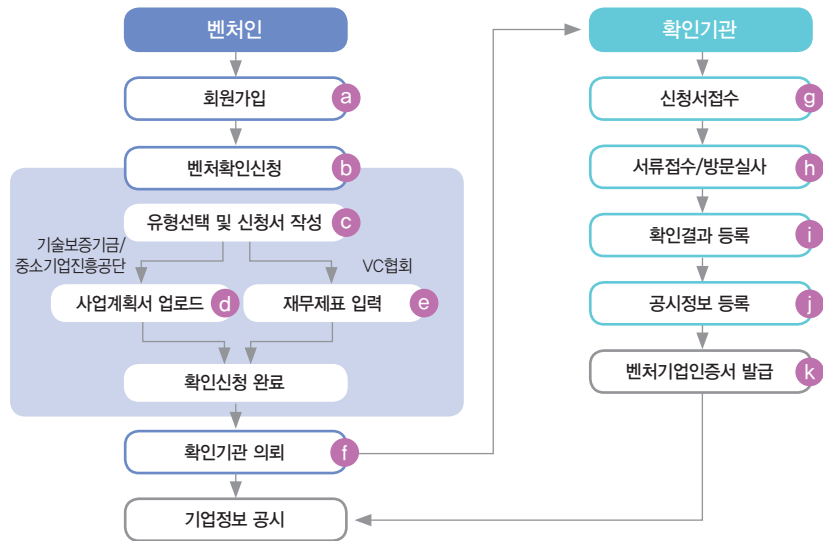 벤처인
회원가입 a
벤처확인신청 b
유형선택 및 신청서 작성 c
기술보증기금/
중소기업진흥공단
VC협회
사업계획서 업로드 d
재무제표 입력 e
확인신청 완료
확인기관 의뢰 f
기업정보 공시
확인기관
신청서접수 g
서류접수/방문실사 h
확인결과 등록 i
공시정보 등록 j
벤처기업인증서 발급 k